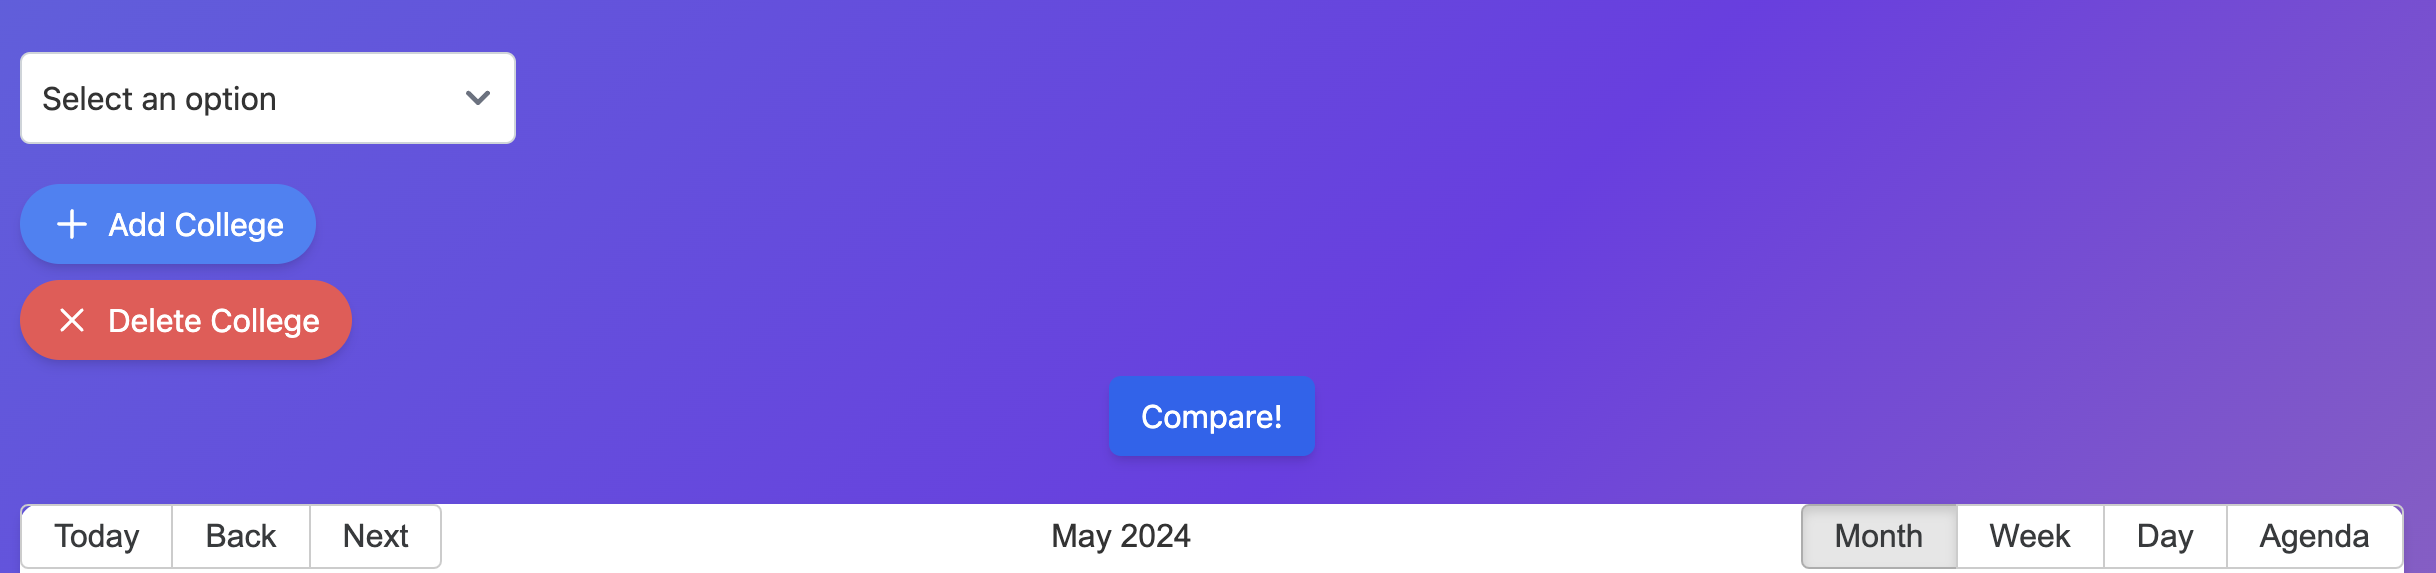 Select an option
Add College
Delete College
Compare!
Today Back Next May 2024 Month Week Day Agenda